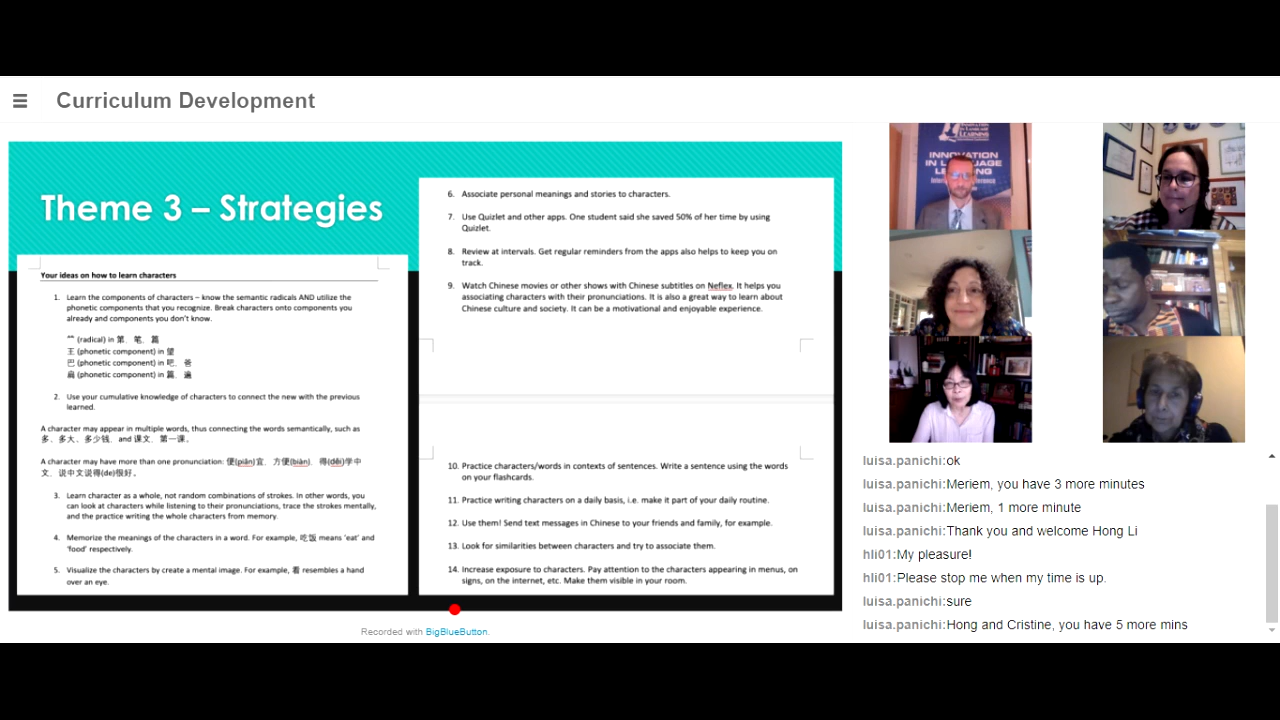 Curriculum Development
Theme 3 – Strategies
Your ideas on how to learn characters
1. Learn the components of characters – know the semantic radicals AND utilize the
phonetic components that you recognize. Break characters onto components you
already and components you don't know.
⺮ (radical) in 第、笔、篇
王 (phonetic component) in 望
巴 (phonetic component) in 吧、爸
扁 (phonetic component) in 篇、遍
2. Use your cumulative knowledge of characters to connect the new with the previous
learned.
A character may appear in multiple words, thus connecting the words semantically, such as
多、多大、多少钱、and 课文、第一课。
A character may have more than one pronunciation: 便(pián)宜、方便(biàn)、得(děi)学中
文、说中文说得(de)很好。
3. Learn character as a whole, not random combinations of strokes. In other words, you
can look at characters while listening to their pronunciations, trace the strokes mentally,
and the practice writing the whole characters from memory.
4. Memorize the meanings of the characters in a word. For example, 吃饭 means 'eat' and
'food' respectively.
5. Visualize the characters by create a mental image. For example, 看 resembles a hand
over an eye.
6. Associate personal meanings and stories to characters.
7. Use Quizlet and other apps. One student said she saved 50% of her time by using
Quizlet.
8. Review at intervals. Get regular reminders from the apps also helps to keep you on
track.
9. Watch Chinese movies or other shows with Chinese subtitles on Neflex. It helps you
associating characters with their pronunciations. It is also a great way to learn about
Chinese culture and society. It can be a motivational and enjoyable experience.
10. Practice characters/words in contexts of sentences. Write a sentence using the words
on your flashcards.
11. Practice writing characters on a daily basis, i.e. make it part of your daily routine.
12. Use them! Send text messages in Chinese to your friends and family, for example.
13. Look for similarities between characters and try to associate them.
14. Increase exposure to characters. Pay attention to the characters appearing in menus, on
signs, on the internet, etc. Make them visible in your room.
Recorded with BigBlueButton.
INNOVATION
IN LANGUAGE
LEARNING
luisa.panichi:ok
luisa.panichi:Meriem, you have 3 more minutes
luisa.panichi:Meriem, 1 more minute
luisa.panichi:Thank you and welcome Hong Li
hli01:My pleasure!
hli01:Please stop me when my time is up.
luisa.panichi:sure
luisa.panichi:Hong and Cristine, you have 5 more mins